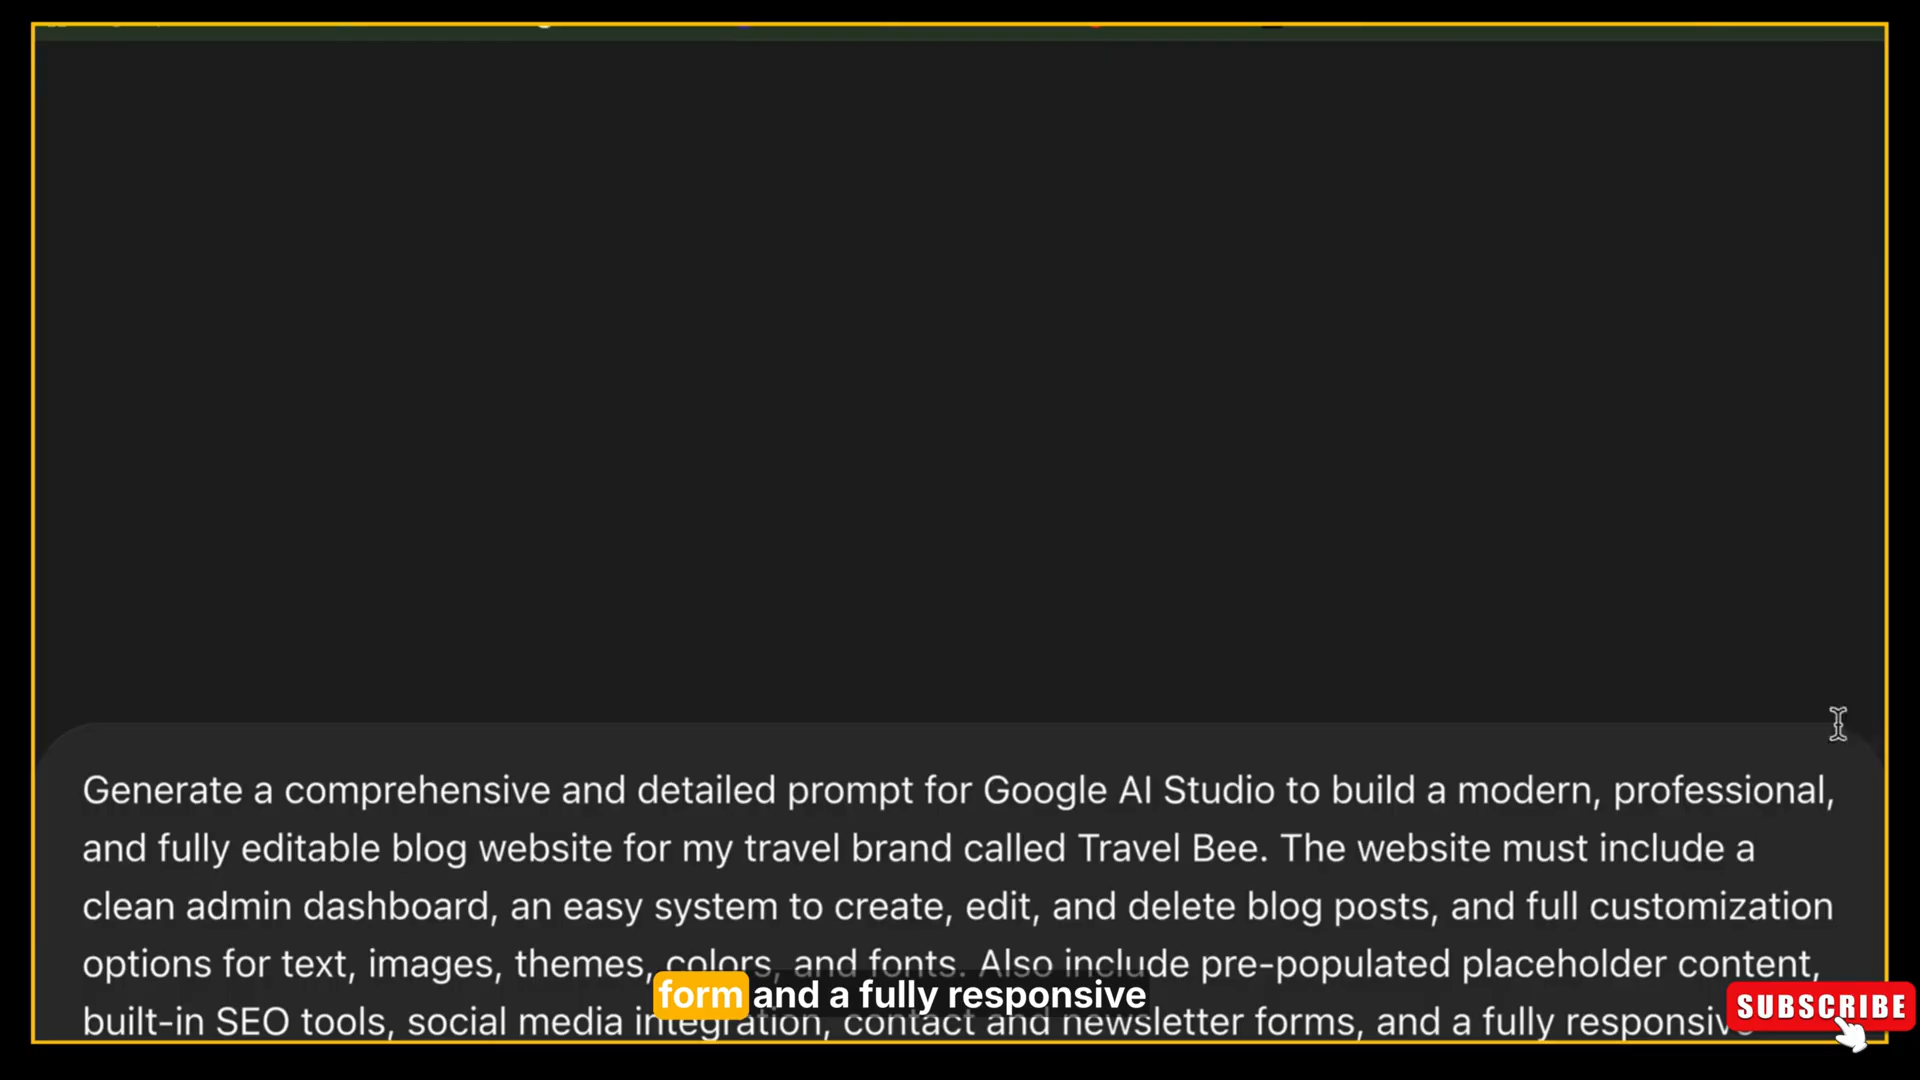 Generate a comprehensive and detailed prompt for Google AI Studio to build a modern, professional,
and fully editable blog website for my travel brand called Travel Bee. The website must include a
clean admin dashboard, an easy system to create, edit, and delete blog posts, and full customization
options for text, images, themes, colors, and fonts. Also include pre-populated placeholder content,
form and a fully responsive
built-in SEO tools, social media integration, contact and newsletter forms, and a fully responsive
SUBSCRIBE